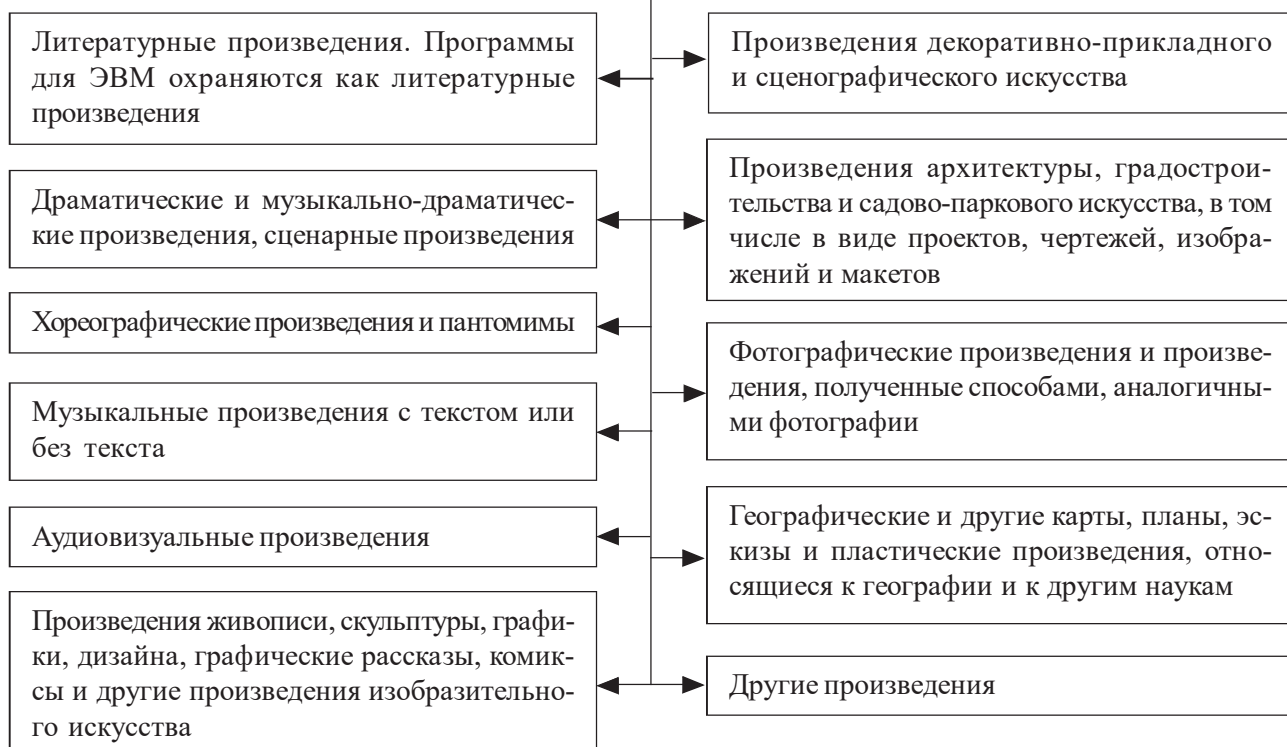 Литературные произведения. Программы
для ЭВМ охраняются как литературные
произведения
Драматические и музыкально-драматичес-
кие произведения, сценарные произведения
Хореографические произведения и пантомимы
Музыкальные произведения с текстом или
без текста
Аудиовизуальные произведения
Произведения живописи, скульптуры, графи-
ки, дизайна, графические рассказы, комик-
сы и другие произведения изобразительно-
го искусства
Произведения декоративно-прикладного
и сценографического искусства
Произведения архитектуры, градострои-
тельства и садово-паркового искусства, в том
числе в виде проектов, чертежей, изобра-
жений и макетов
Фотографические произведения и произве-
дения, полученные способами, аналогичны-
ми фотографии
Географические и другие карты, планы, эс-
кизы и пластические произведения, отно-
сящиеся к географии и к другим наукам
Другие произведения